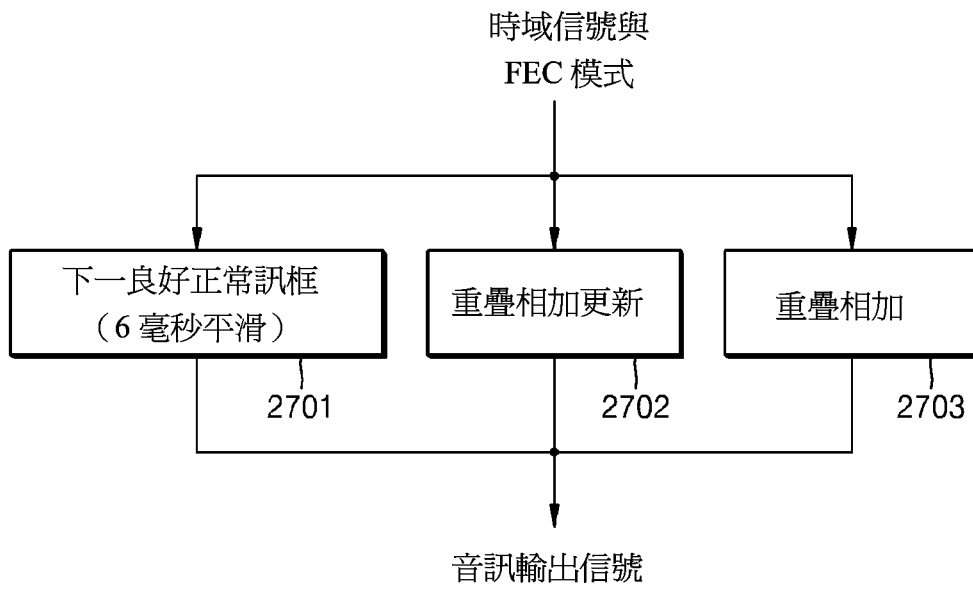 時域信號與
FEC 模式
下一良好正常訊框
（6 毫秒平滑）
重疊相加更新
重疊相加
2701
2702
2703
音訊輸出信號